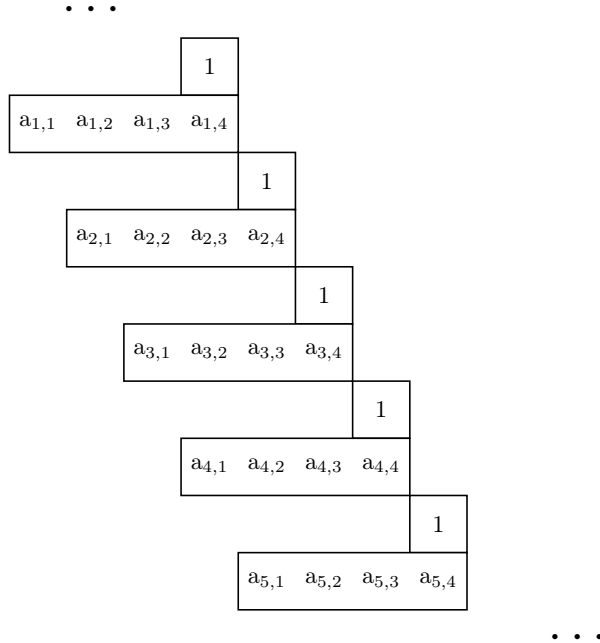 . . .
1
a1,1 a1,2 a1,3 a1,4
1
a2,1 a2,2 a2,3 a2,4
1
a3,1 a3,2 a3,3 a3,4
1
a4,1 a4,2 a4,3 a4,4
1
a5,1 a5,2 a5,3 a5,4
. . .